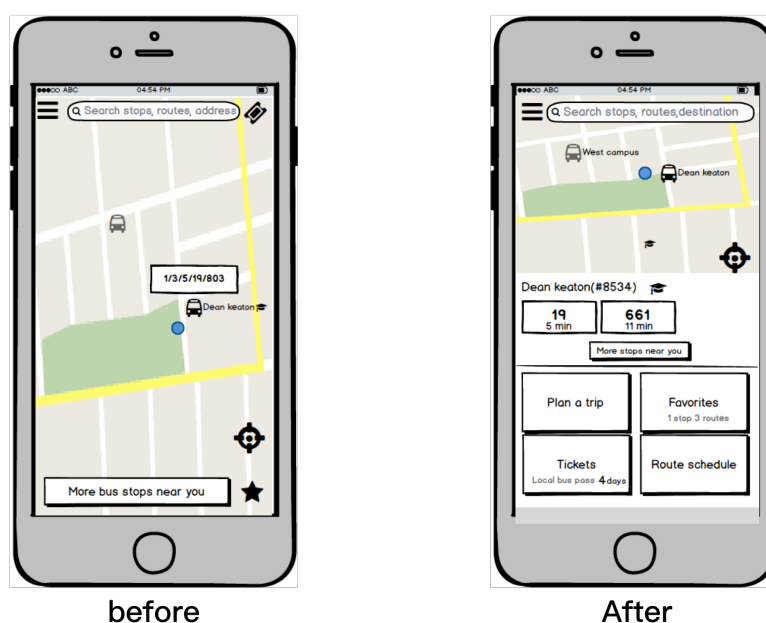 ABC 04:54 PM
Search stops, routes, address
1/3/5/19/803
Dean keaton
More bus stops near you
before
ABC 04:54 PM
Search stops, routes,destination
West campus
Dean keaton
Dean keaton(#8534)
19
5 min
661
11 min
More stops near you
Plan a trip
Favorites
1 stop 3 routes
Tickets
Local bus pass 4days
Route schedule
After